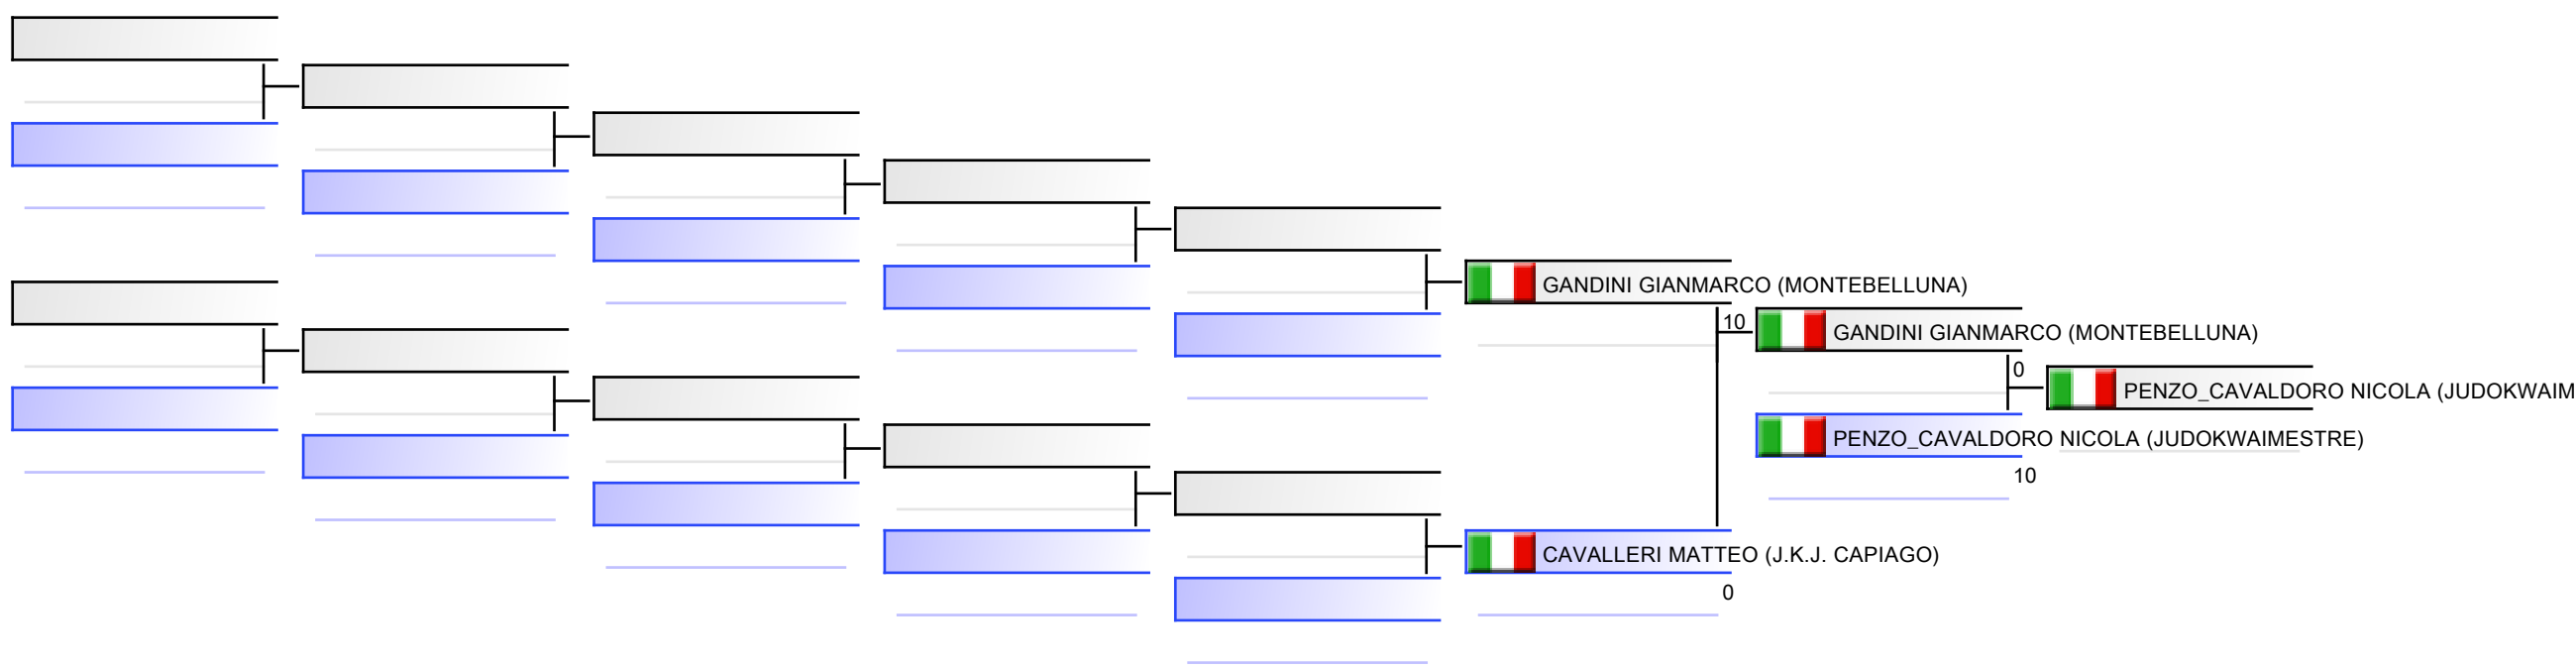 GANDINI GIANMARCO (MONTEBELLUNA)
10
GANDINI GIANMARCO (MONTEBELLUNA)
0
PENZO_CAVALDORO NICOLA (JUDOKWAIM
PENZO_CAVALDORO NICOLA (JUDOKWAIMESTRE)
10
CAVALLERI MATTEO (J.K.J. CAPIAGO)
0